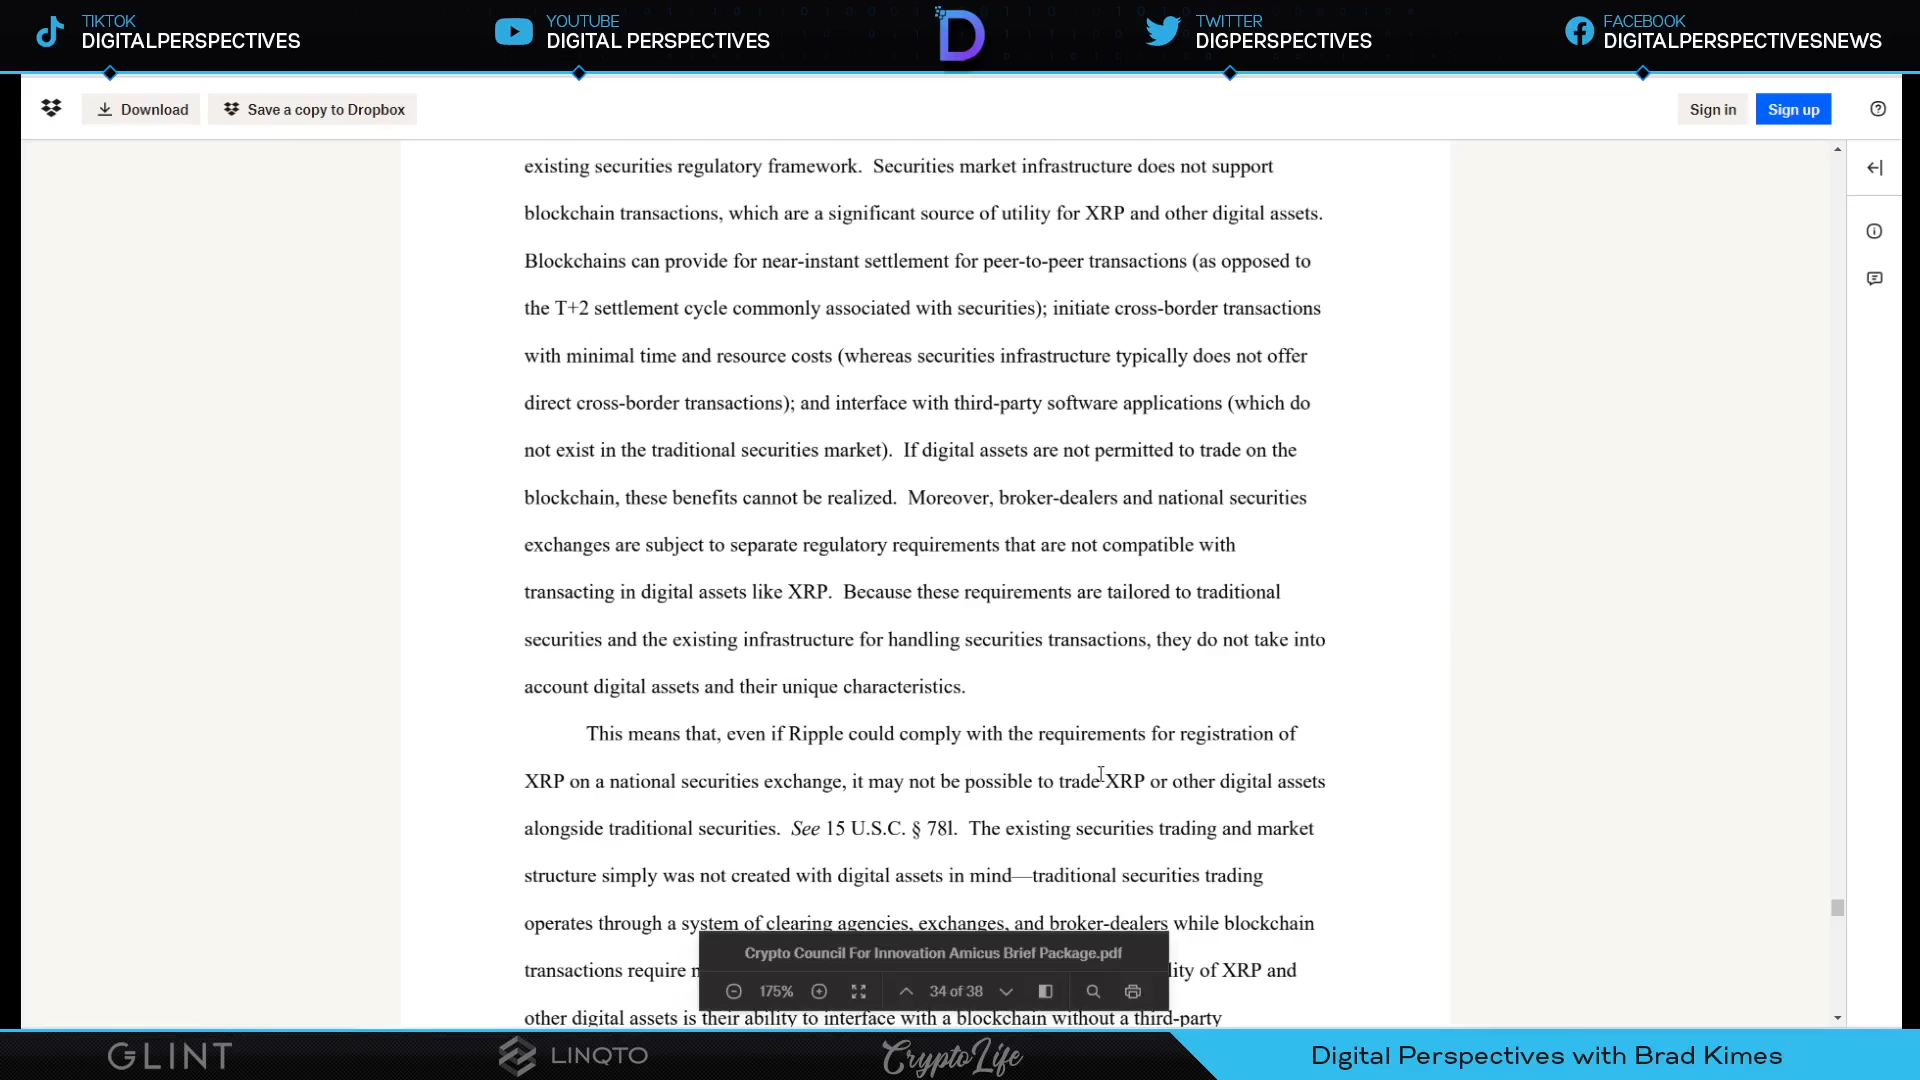 TIKTOK
DIGITALPERSPECTIVES
YOUTUBE
DIGITAL PERSPECTIVES
D
TWITTER
DIGPERSPECTIVES
FACEBOOK
DIGITALPERSPECTIVESNEWS
Download
Save a copy to Dropbox
Sign in
Sign up
existing securities regulatory framework. Securities market infrastructure does not support
blockchain transactions, which are a significant source of utility for XRP and other digital assets.
Blockchains can provide for near-instant settlement for peer-to-peer transactions (as opposed to
the T+2 settlement cycle commonly associated with securities); initiate cross-border transactions
with minimal time and resource costs (whereas securities infrastructure typically does not offer
direct cross-border transactions); and interface with third-party software applications (which do
not exist in the traditional securities market). If digital assets are not permitted to trade on the
blockchain, these benefits cannot be realized. Moreover, broker-dealers and national securities
exchanges are subject to separate regulatory requirements that are not compatible with
transacting in digital assets like XRP. Because these requirements are tailored to traditional
securities and the existing infrastructure for handling securities transactions, they do not take into
account digital assets and their unique characteristics.
This means that, even if Ripple could comply with the requirements for registration of
XRP on a national securities exchange, it may not be possible to trade XRP or other digital assets
alongside traditional securities. See 15 U.S.C. § 78l. The existing securities trading and market
structure simply was not created with digital assets in mind—traditional securities trading
operates through a system of clearing agencies, exchanges, and broker-dealers while blockchain
transactions require
of XRP and
other digital assets is their ability to interface with a blockchain without a third-party
Crypto Council For Innovation Amicus Brief Package.pdf
175%
34 of 38
GLINT
LINQTO
CryptoLife
Digital Perspectives with Brad Kimes